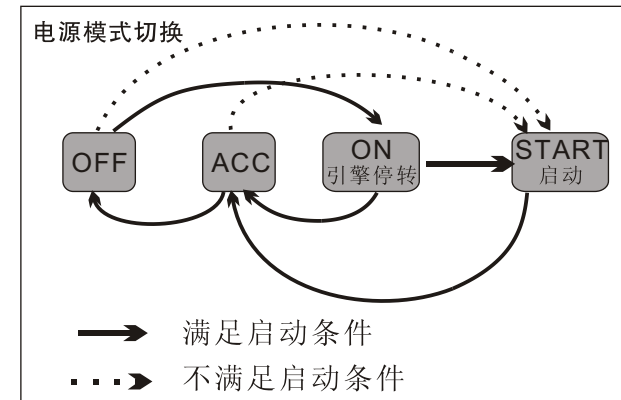 电源模式切换
OFF
ACC
ON
引擎停转
START
启动
满足启动条件
不满足启动条件